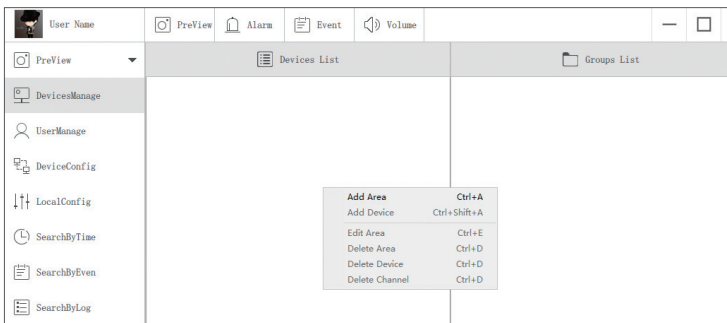 User Name PreView Alarm Event Volume
PreView
Devices List Groups List
DevicesManage
UserManage
DeviceConfig
LocalConfig
SearchByTime
SearchByEven
SearchByLog
Add Area Ctrl+A
Add Device Ctrl+Shift+A
Edit Area Ctrl+E
Delete Area Ctrl+D
Delete Device Ctrl+D
Delete Channel Ctrl+D